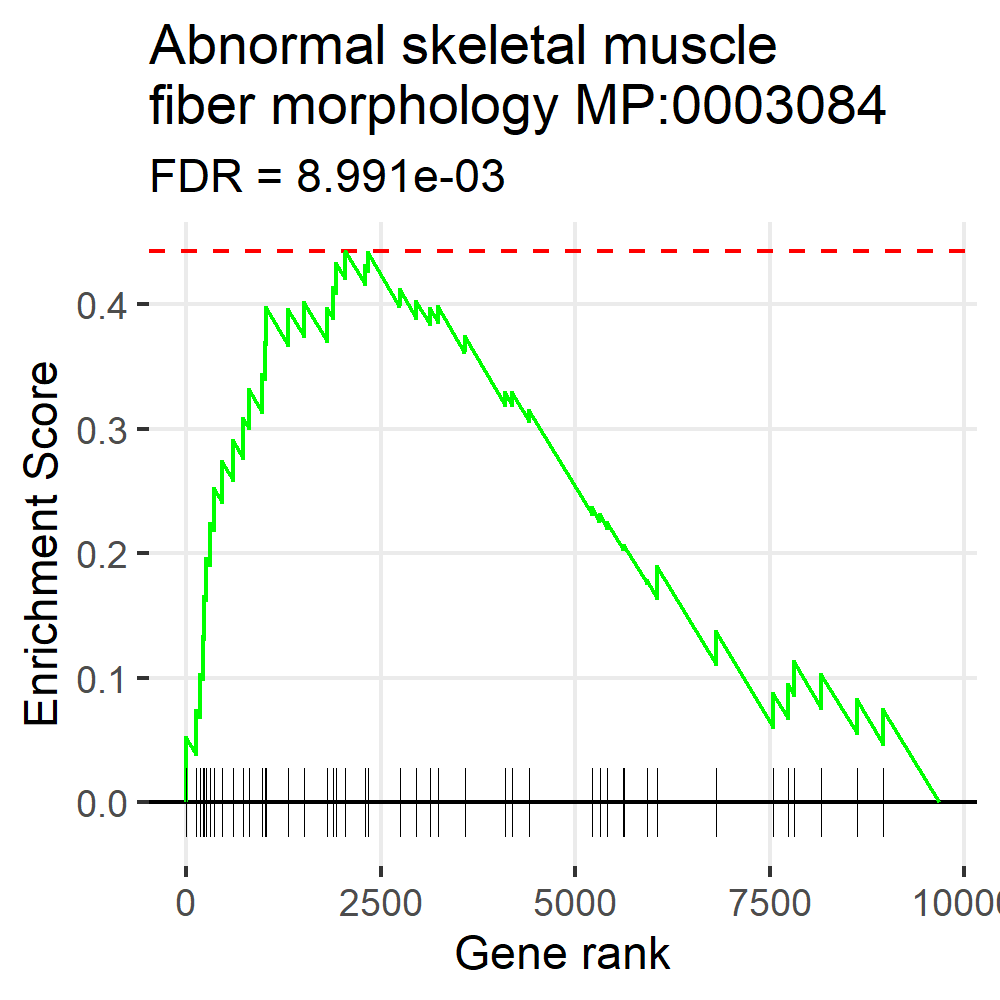 Abnormal skeletal muscle
fiber morphology MP:0003084
FDR = 8.991e-03
Enrichment Score
0.4
0.3
0.2
0.1
0.0
0
2500
5000
7500
10000
Gene rank